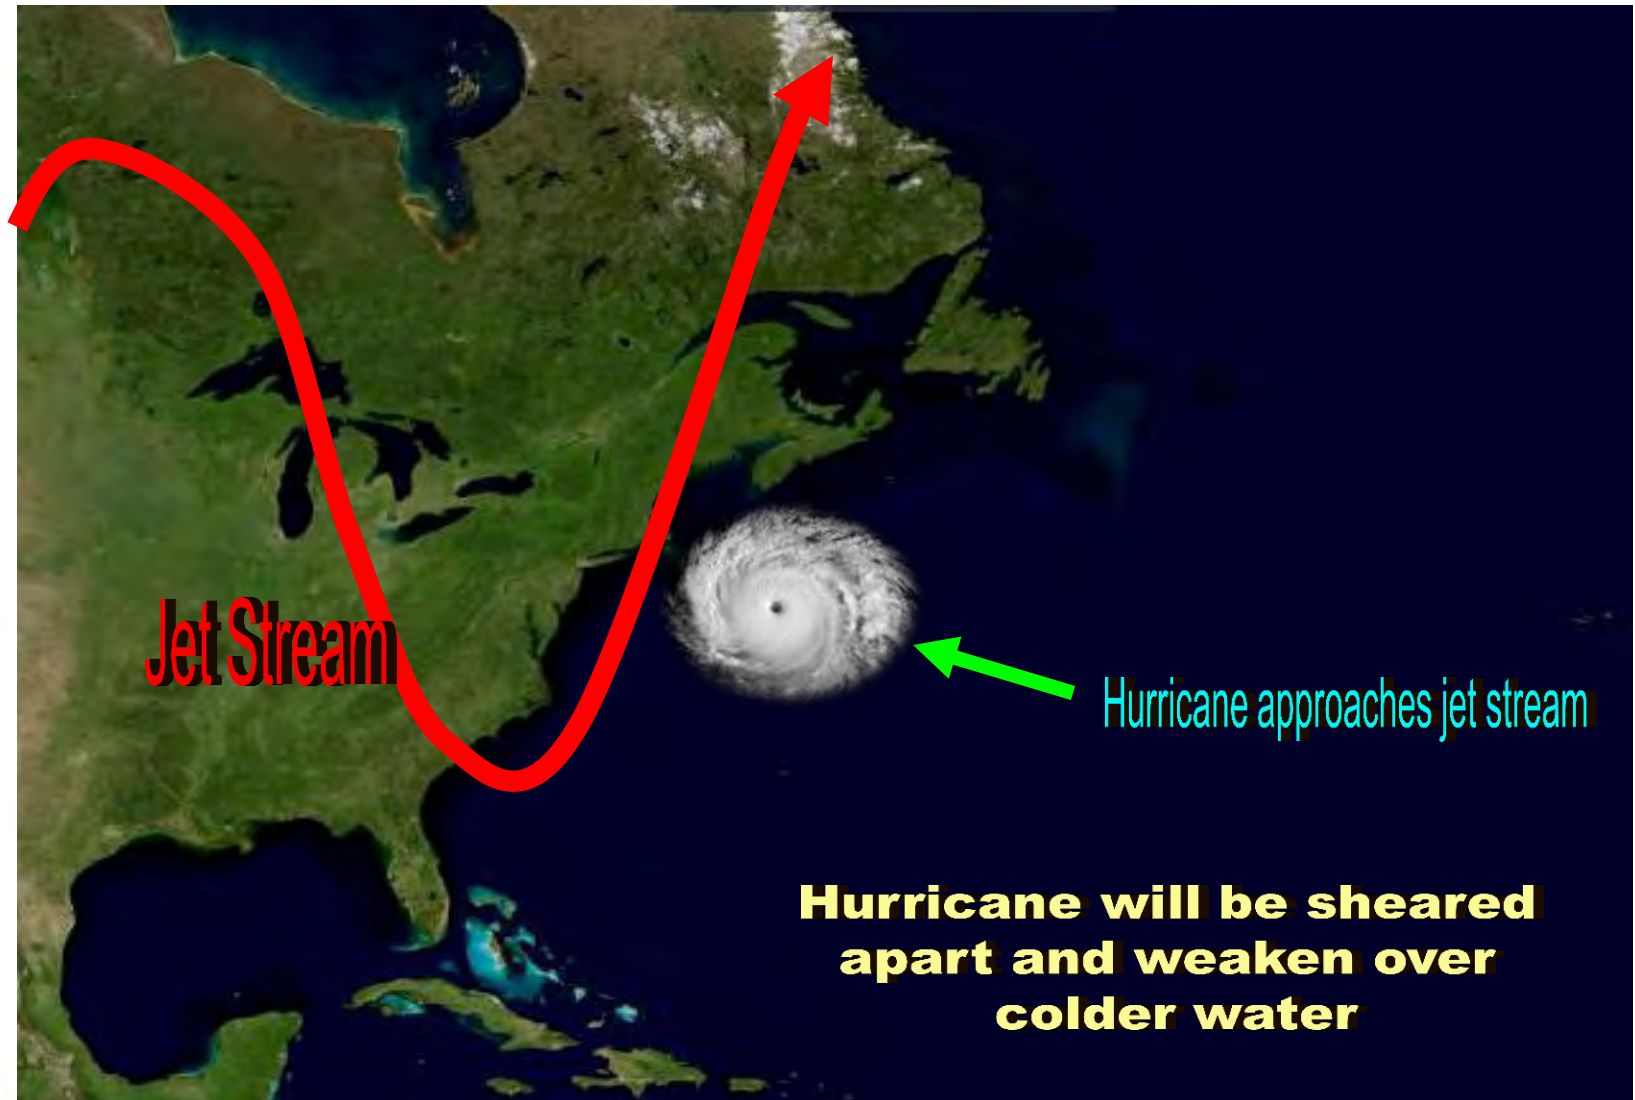 Jet Stream
Hurricane approaches jet stream
Hurricane will be sheared
apart and weaken over
colder water